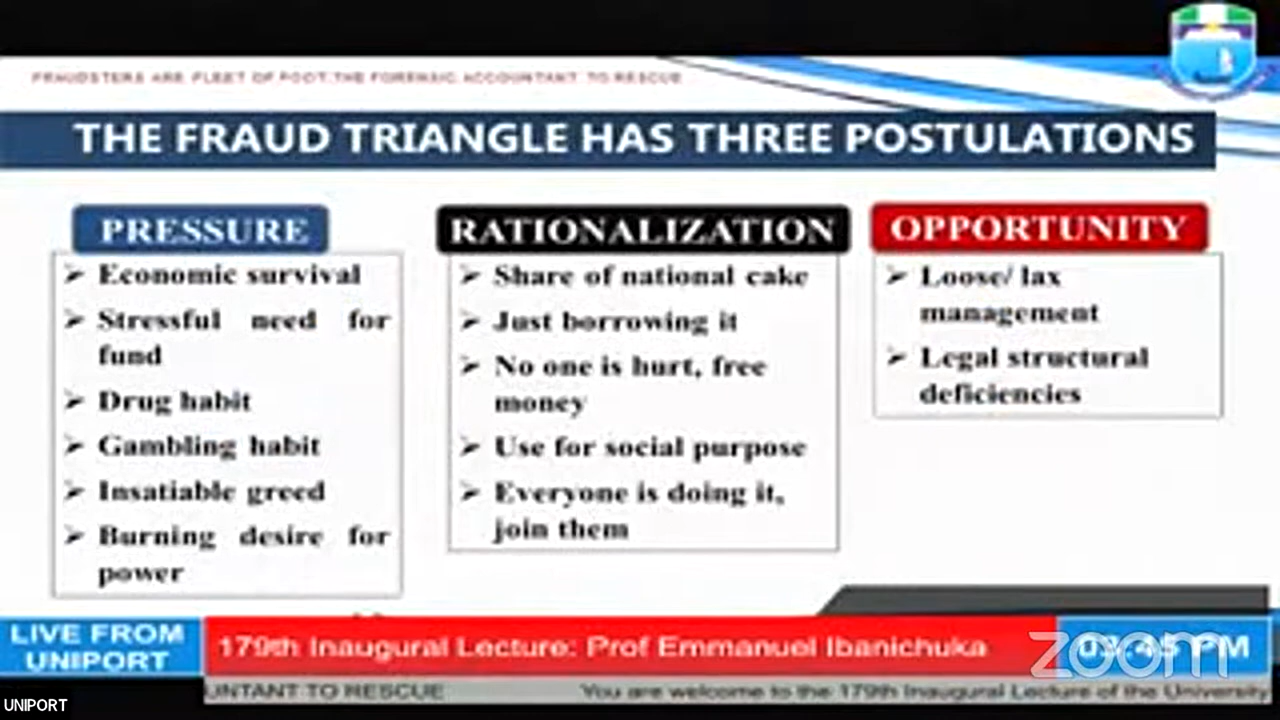 FRAUDSTERS ARE FLEET OF FOOT: THE FORENSIC ACCOUNTANT TO RESCUE
THE FRAUD TRIANGLE HAS THREE POSTULATIONS
PRESSURE
➢ Economic survival
➢ Stressful need for
fund
➢ Drug habit
➢ Gambling habit
➢ Insatiable greed
➢ Burning desire for
power
RATIONALIZATION
➢ Share of national cake
➢ Just borrowing it
➢ No one is hurt, free
money
➢ Use for social purpose
➢ Everyone is doing it,
join them
OPPORTUNITY
➢ Loose/ lax
management
➢ Legal structural
deficiencies
LIVE FROM
UNIPORT
179th Inaugural Lecture: Prof Emmanuel Ibanichuka
03:45 PM
zoom
UNTANT TO RESCUE
You are welcome to the 179th Inaugural Lecture of the University
UNIPORT